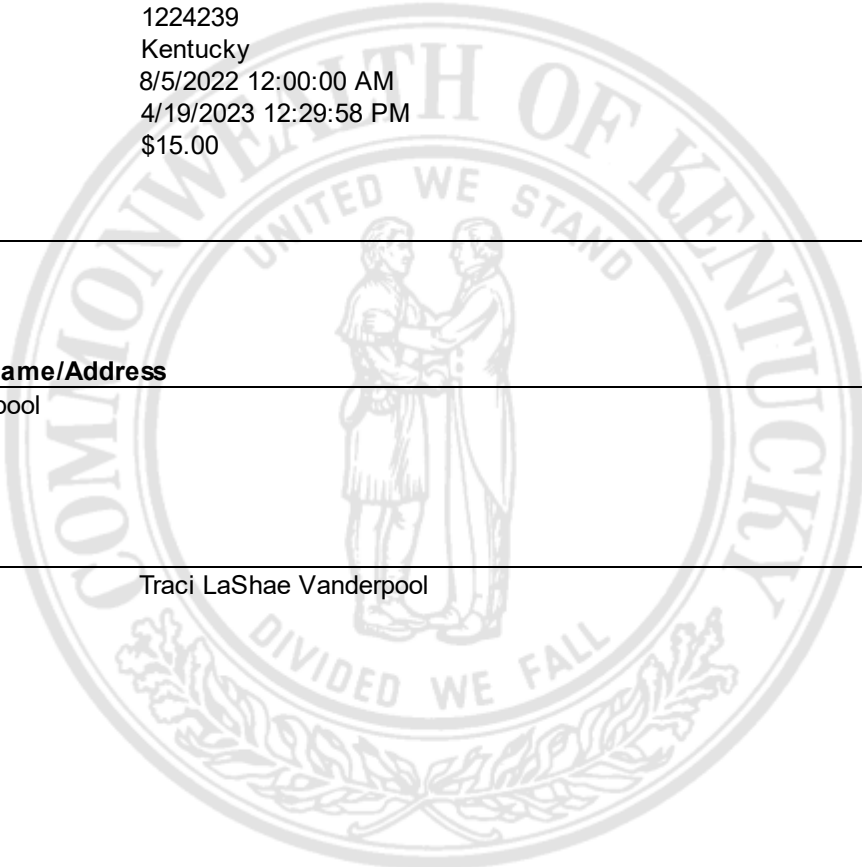 1224239
Kentucky
8/5/2022 12:00:00 AM
4/19/2023 12:29:58 PM
$15.00
COMMONWEALTH OF KENTUCKY
UNITED WE STAND
ame/Address
pool
Traci LaShae Vanderpool
DIVIDED WE FALL